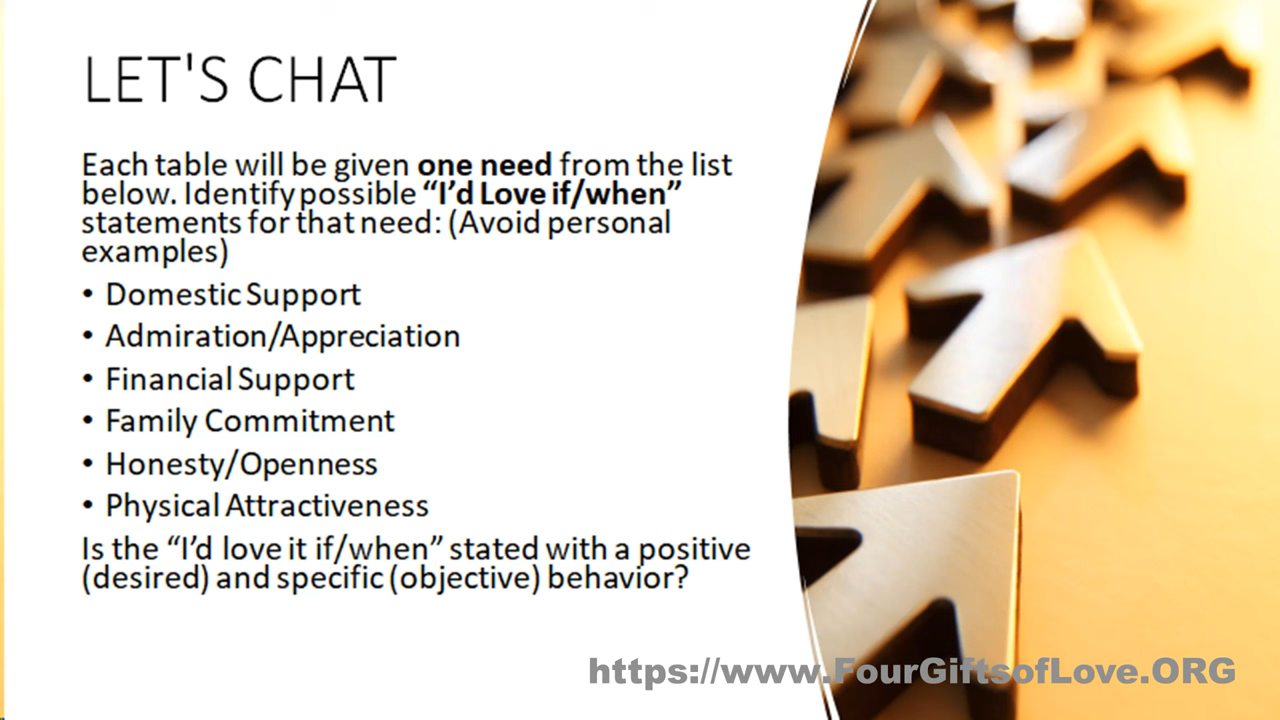 LET'S CHAT
Each table will be given one need from the list
below. Identify possible “I’d Love if/when”
statements for that need: (Avoid personal
examples)
• Domestic Support
• Admiration/Appreciation
• Financial Support
• Family Commitment
• Honesty/Openness
• Physical Attractiveness
Is the “I’d love it if/when” stated with a positive
(desired) and specific (objective) behavior?
https://www.FourGiftsofLove.ORG